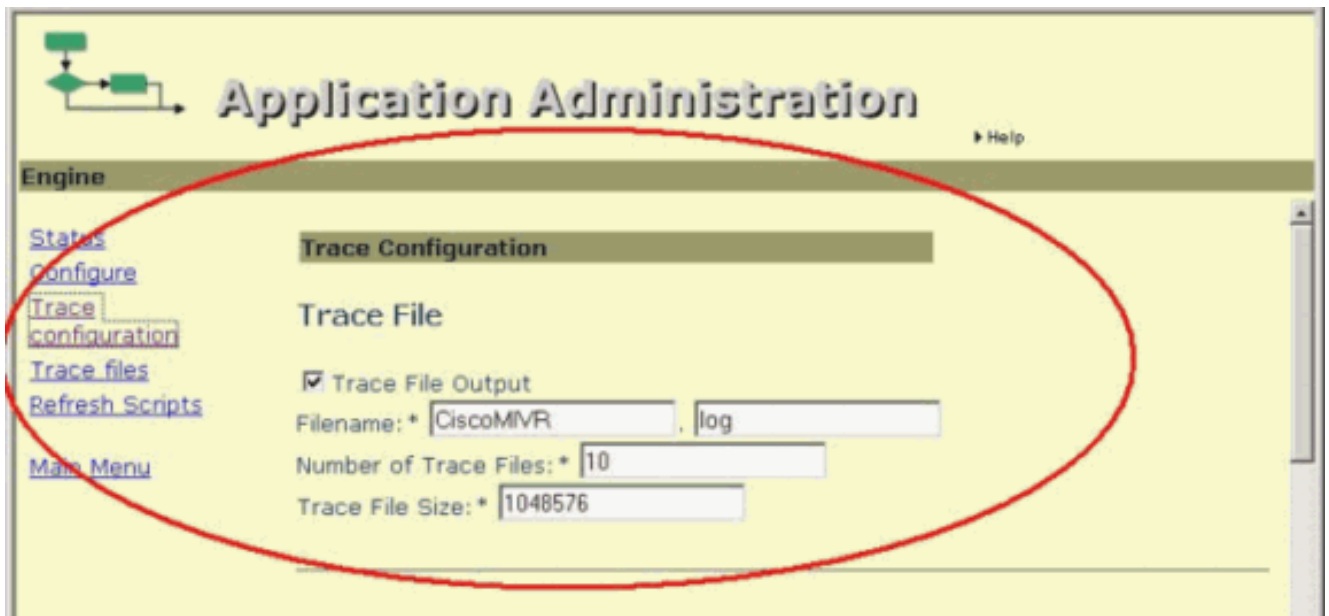 Application Administration
Help
Engine
Status
Configure
Trace
configuration
Trace files
Refresh Scripts
Main Menu
Trace Configuration
Trace File
Trace File Output
Filename: * CiscoMIVR . log
Number of Trace Files: * 10
Trace File Size: * 1048576